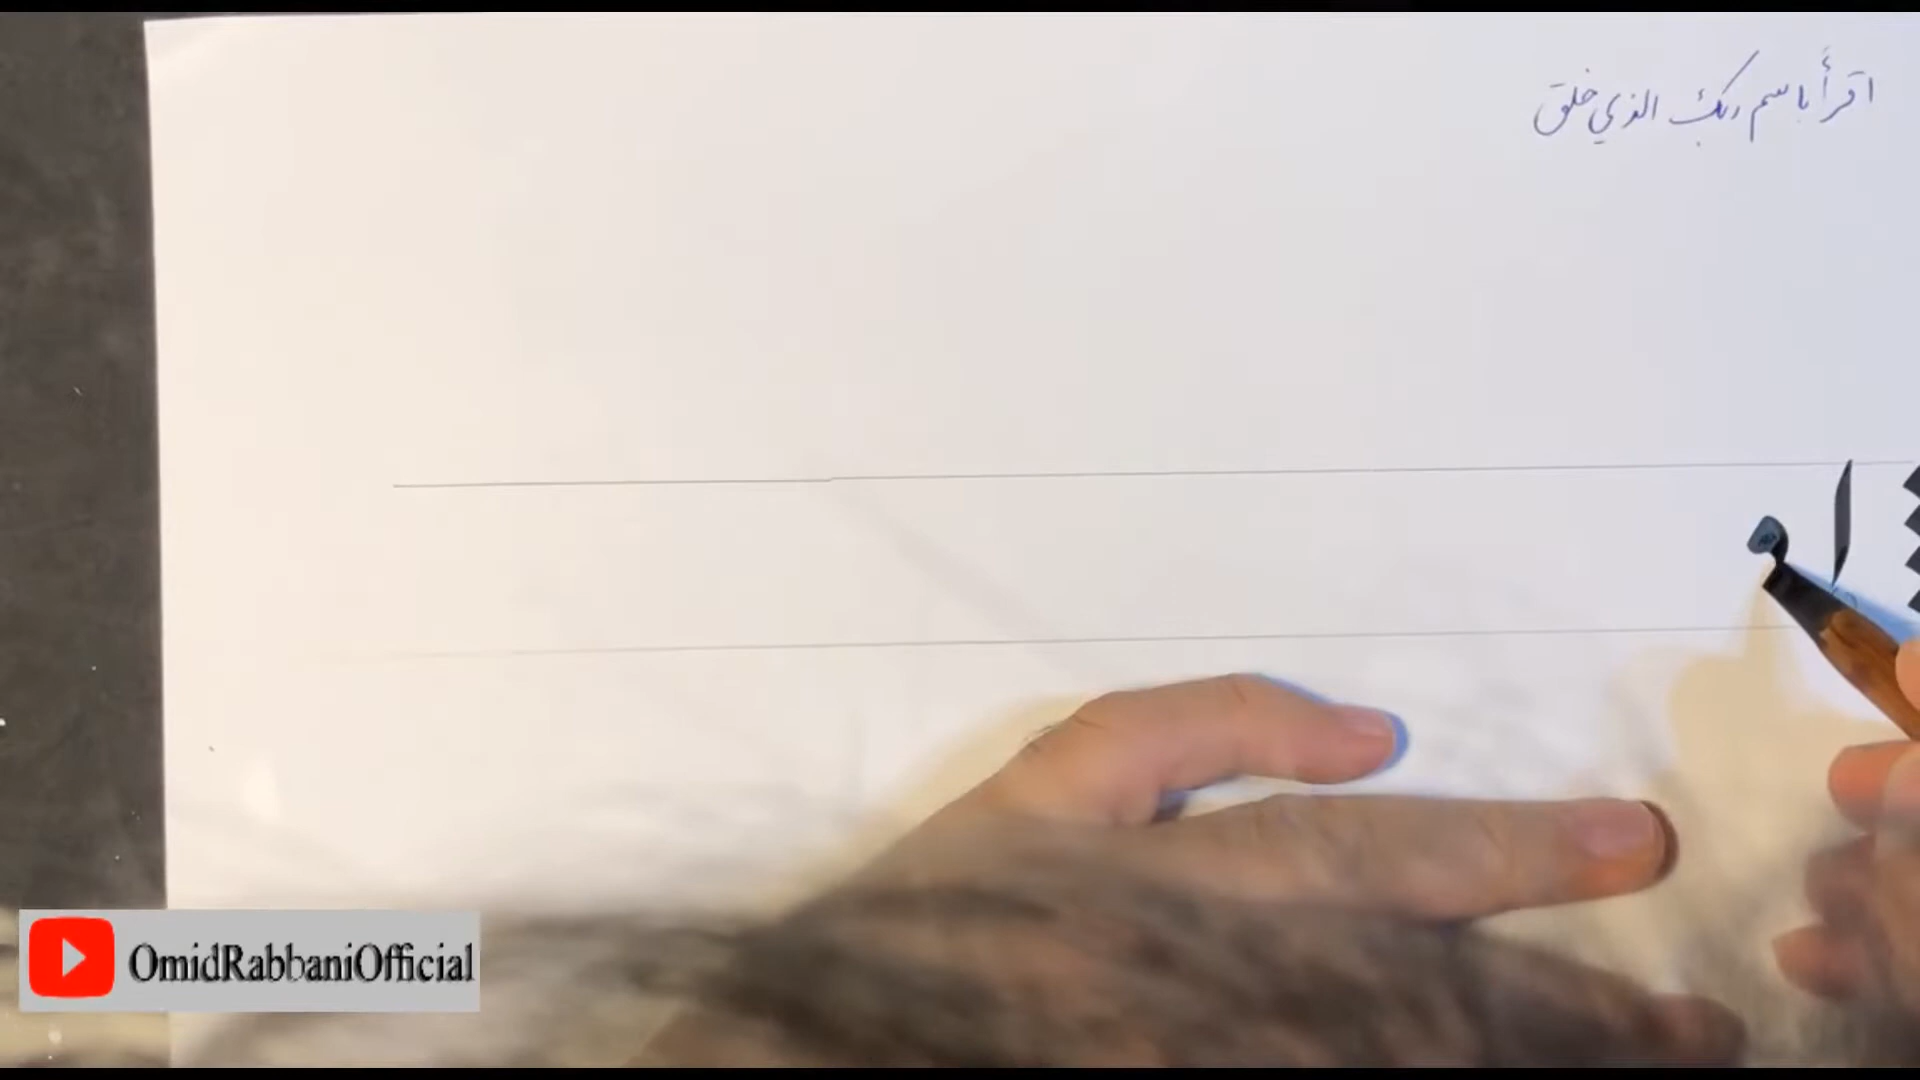 اقرأ باسم ربك الذي خلق
ا
OmidRabbaniOfficial